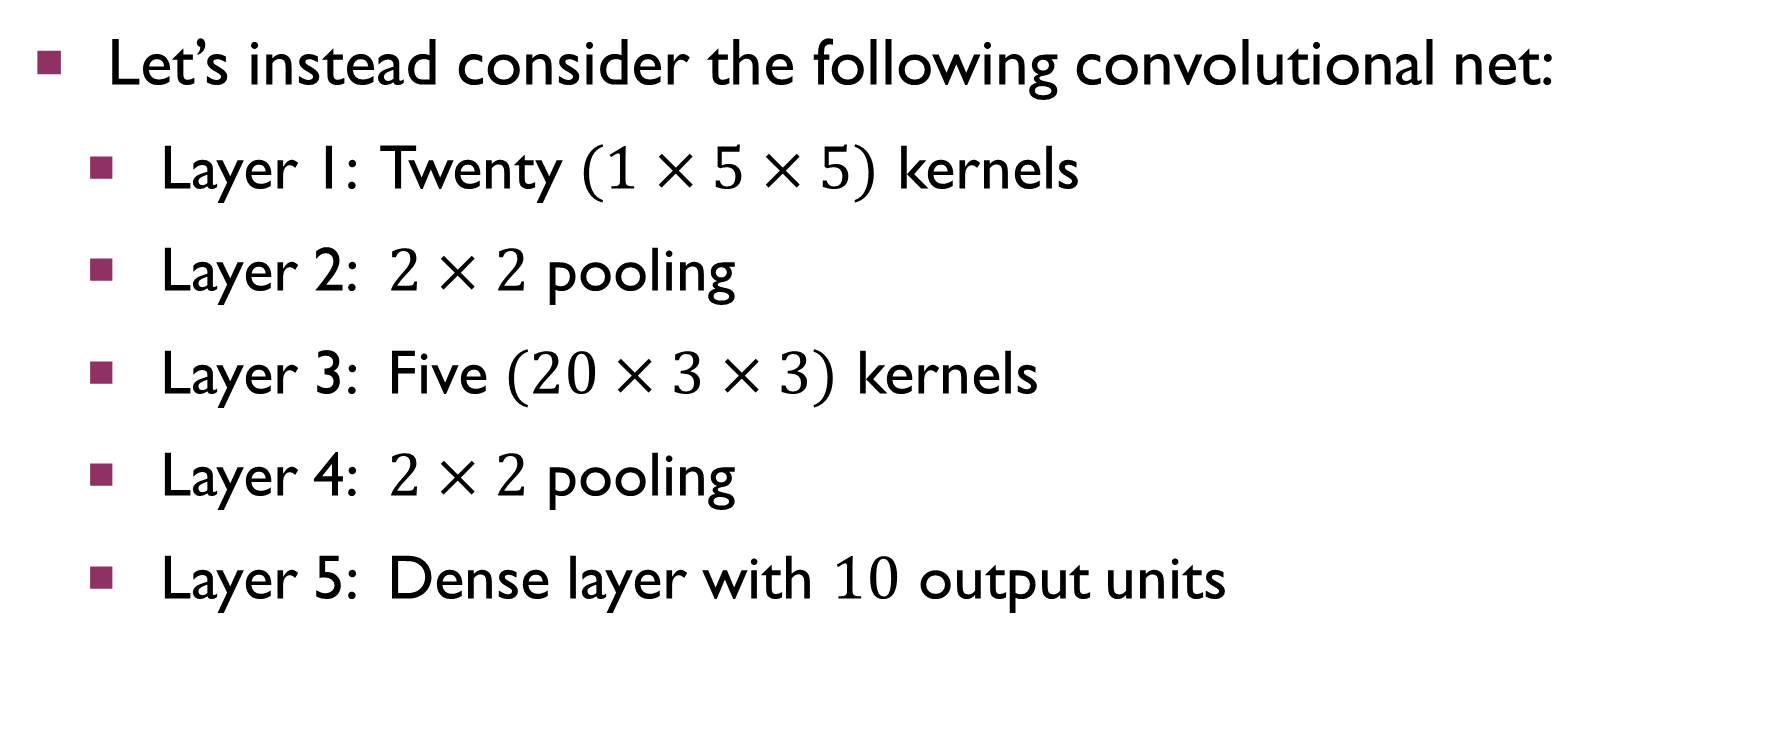 Let’s instead consider the following convolutional net:
Layer 1: Twenty (1 × 5 × 5) kernels
Layer 2: 2 × 2 pooling
Layer 3: Five (20 × 3 × 3) kernels
Layer 4: 2 × 2 pooling
Layer 5: Dense layer with 10 output units